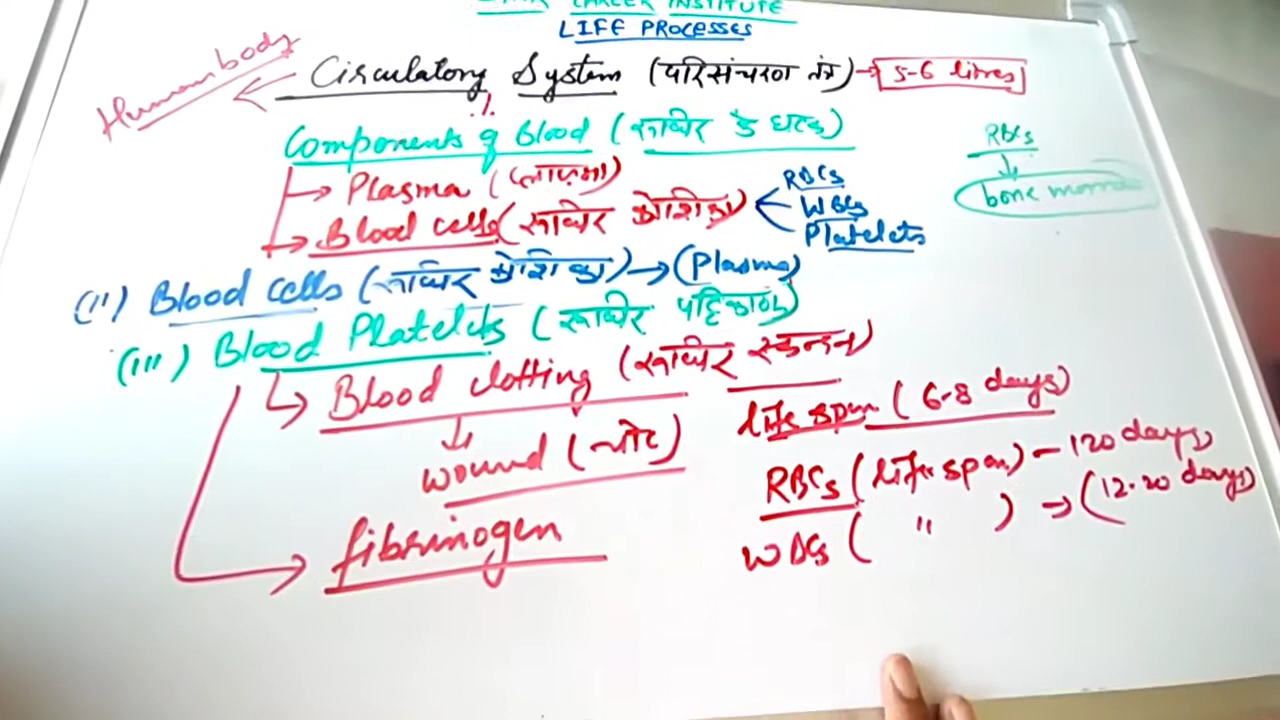 CAREER INSTITUTE
LIFE PROCESSES
Human body
Circulatory System (परिसंचरण तंत्र) → 5-6 litres
Components of Blood (रूधिर के घटक)
→ Plasma (प्लाज़मा)
→ Blood cells (रूधिर कोशिका)
RBCs
WBCs
Platelets
RBCs
bone
(ii) Blood cells (रूधिर कोशिका) → (Plasma)
(iii) Blood Platelets (रूधिर पट्टिकाणु)
Blood clotting (रूधिर स्कन्दन)
wound (चोट)
fibrinogen
life span (6-8 days)
RBCs (life span) - 120 days
WBCs ( " ) → (12-20 days)